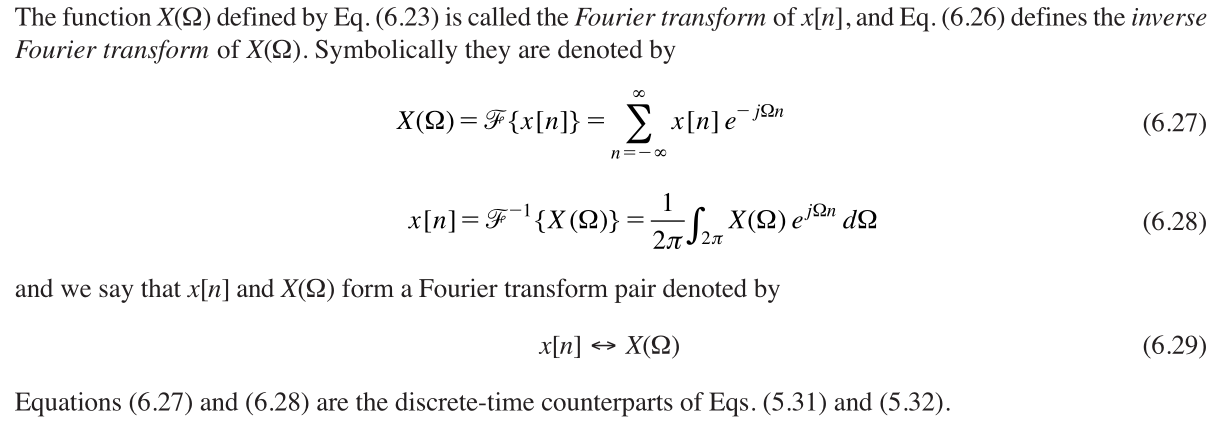 The function X(Ω) defined by Eq. (6.23) is called the Fourier transform of x[n], and Eq. (6.26) defines the inverse
Fourier transform of X(Ω). Symbolically they are denoted by
X(Ω) = ℱ{x[n]} = ∑_{n=−∞}^{∞} x[n] e^{−jΩn} (6.27)
x[n] = ℱ^{−1}{X(Ω)} = \frac{1}{2π} ∫_{2π} X(Ω) e^{jΩn} dΩ (6.28)
and we say that x[n] and X(Ω) form a Fourier transform pair denoted by
x[n] ↔ X(Ω) (6.29)
Equations (6.27) and (6.28) are the discrete-time counterparts of Eqs. (5.31) and (5.32).